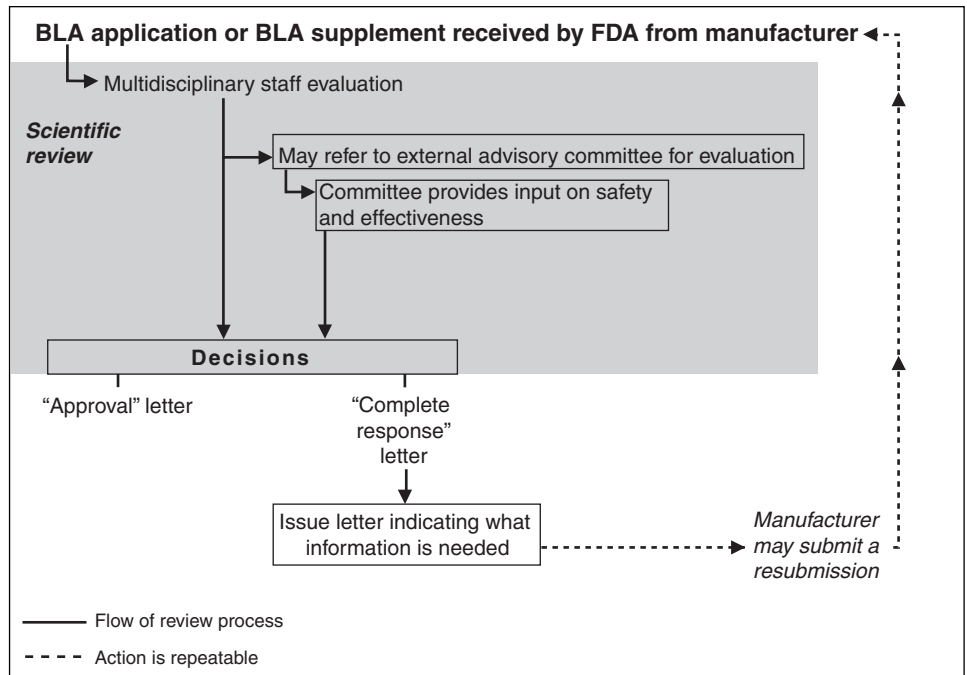 BLA application or BLA supplement received by FDA from manufacturer
Multidisciplinary staff evaluation
Scientific
review
May refer to external advisory committee for evaluation
Committee provides input on safety
and effectiveness
Decisions
“Approval” letter
“Complete
response”
letter
Issue letter indicating what
information is needed
Manufacturer
may submit a
resubmission
Flow of review process
Action is repeatable